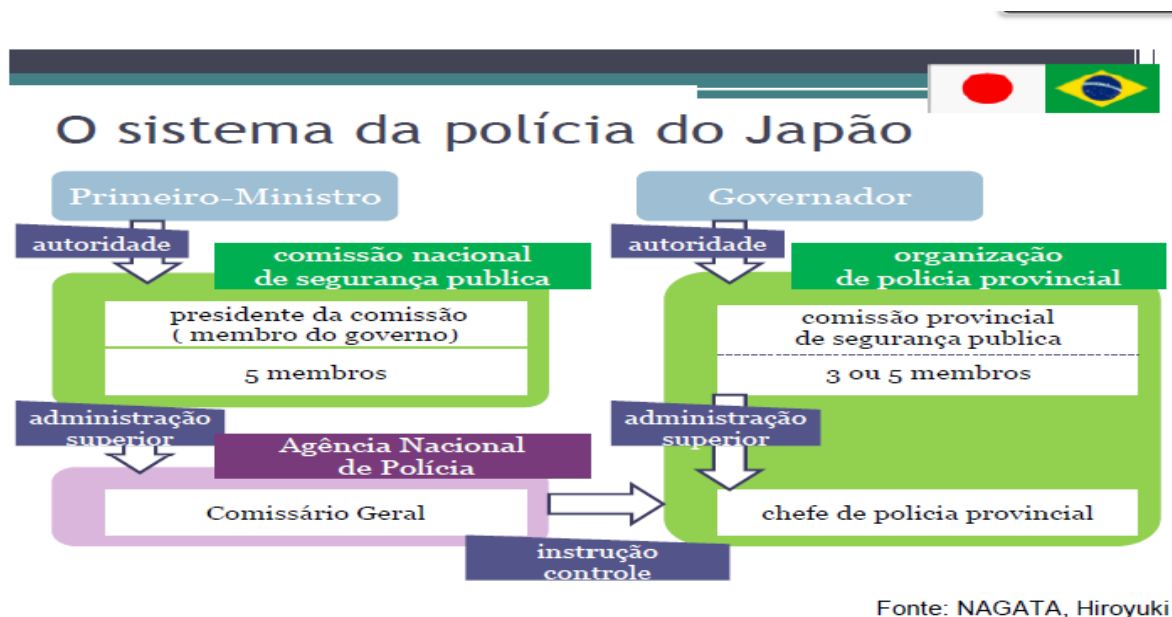 O sistema da polícia do Japão
Primeiro-Ministro
autoridade
comissão nacional
de segurança publica
presidente da comissão
( membro do governo)
5 membros
administração
superior
Agência Nacional
de Polícia
Comissário Geral
instrução
controle
Governador
autoridade
organização
de policia provincial
comissão provincial
de segurança publica
3 ou 5 membros
administração
superior
chefe de policia provincial
Fonte: NAGATA, Hiroyuki